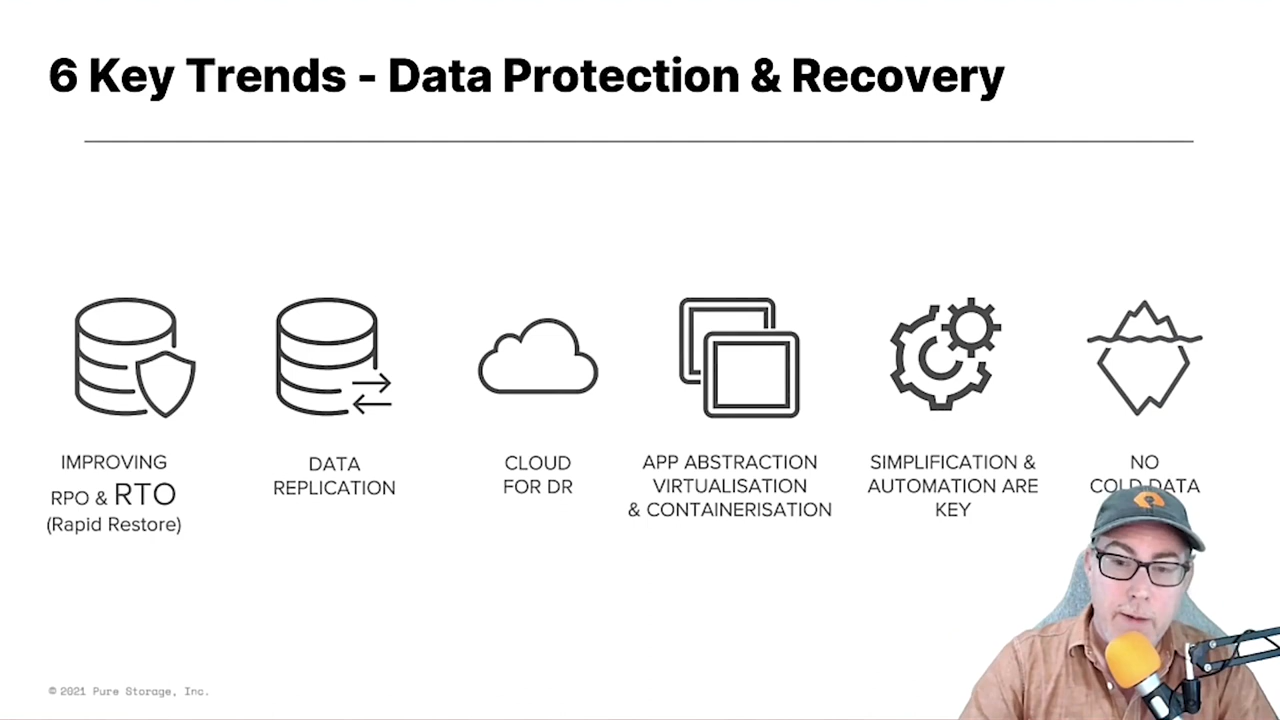 6 Key Trends - Data Protection & Recovery
IMPROVING
RPO & RTO
(Rapid Restore)
DATA
REPLICATION
CLOUD
FOR DR
APP ABSTRACTION
VIRTUALISATION
& CONTAINERISATION
SIMPLIFICATION &
AUTOMATION ARE
KEY
NO
COLD DATA
© 2021 Pure Storage, Inc.